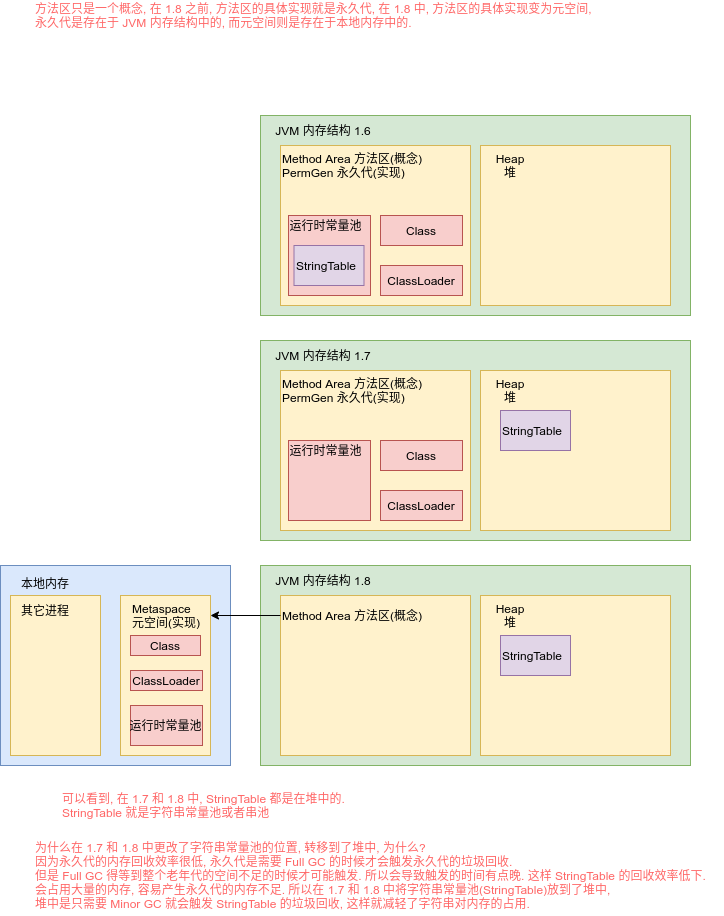 方法区只是一个概念, 在 1.8 之前, 方法区的具体实现就是永久代, 在 1.8 中, 方法区的具体实现变为元空间,
永久代是存在于 JVM 内存结构中的, 而元空间则是存在于本地内存中的.
JVM 内存结构 1.6
Method Area 方法区(概念)
PermGen 永久代(实现)
运行时常量池
StringTable
Class
ClassLoader
Heap
堆
JVM 内存结构 1.7
Method Area 方法区(概念)
PermGen 永久代(实现)
运行时常量池
Class
ClassLoader
Heap
堆
StringTable
本地内存
其它进程
Metaspace
元空间(实现)
Class
ClassLoader
运行时常量池
JVM 内存结构 1.8
Method Area 方法区(概念)
Heap
堆
StringTable
可以看到, 在 1.7 和 1.8 中, StringTable 都是在堆中的.
StringTable 就是字符串常量池或者串池
为什么在 1.7 和 1.8 中更改了字符串常量池的位置, 转移到了堆中, 为什么?
因为永久代的内存回收效率很低, 永久代是需要 Full GC 的时候才会触发永久代的垃圾回收.
但是 Full GC 得等到整个老年代的空间不足的时候才可能触发. 所以会导致触发的时间有点晚. 这样 StringTable 的回收效率低下.
会占用大量的内存, 容易产生永久代的内存不足. 所以在 1.7 和 1.8 中将字符串常量池(StringTable)放到了堆中,
堆中是只需要 Minor GC 就会触发 StringTable 的垃圾回收, 这样就减轻了字符串对内存的占用.